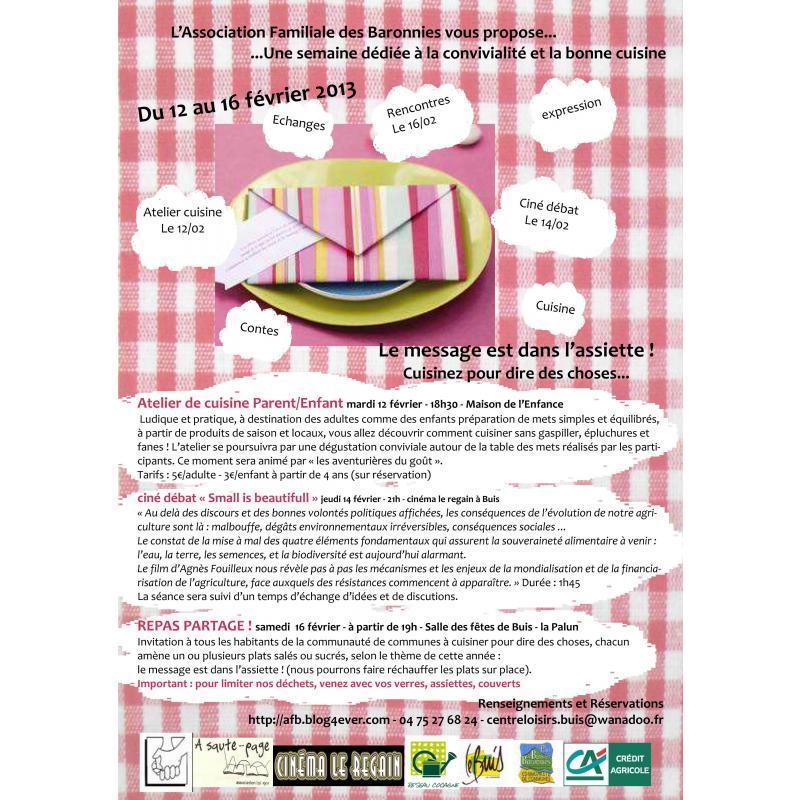 L'Association Familiale des Baronnies vous propose...
...Une semaine dédiée à la convivialité et la bonne cuisine
Du 12 au 16 février 2013
Echanges
Rencontres
Le 16/02
expression
Atelier cuisine
Le 12/02
Ciné débat
Le 14/02
Contes
Cuisine
Le message est dans l'assiette !
Cuisinez pour dire des choses...
Atelier de cuisine Parent/Enfant mardi 12 février - 18h30 - Maison de l'Enfance
Ludique et pratique, à destination des adultes comme des enfants préparation de mets simples et équilibrés,
à partir de produits de saison et locaux, vous allez découvrir comment cuisiner sans gaspiller, épluchures et
fanes ! L'atelier se poursuivra par une dégustation conviviale autour de la table des mets réalisés par les parti-
cipants. Ce moment sera animé par « les aventurières du goût ».
Tarifs : 5€/adulte - 3€/enfant à partir de 4 ans (sur réservation)
ciné débat « Small is beautifull » jeudi 14 février - 21h - cinéma le regain à Buis
« Au delà des discours et des bonnes volontés politiques affichées, les conséquences de l'évolution de notre agri-
culture sont là : malbouffe, dégâts environnementaux irréversibles, conséquences sociales ...
Le constat de la mise à mal des quatre éléments fondamentaux qui assurent la souveraineté alimentaire à venir :
l'eau, la terre, les semences, et la biodiversité est aujourd'hui alarmant.
Le film d'Agnès Fouilleux nous révèle pas à pas les mécanismes et les enjeux de la mondialisation et de la financia-
risation de l'agriculture, face auxquels des résistances commencent à apparaître. » Durée : 1h45
La séance sera suivi d'un temps d'échange d'idées et de discutions.
REPAS PARTAGE ! samedi 16 février - à partir de 19h - Salle des fêtes de Buis - la Palun
Invitation à tous les habitants de la communauté de communes à cuisiner pour dire des choses, chacun
amène un ou plusieurs plats salés ou sucrés, selon le thème de cette année :
le message est dans l'assiette ! (nous pourrons faire réchauffer les plats sur place).
Important : pour limiter nos déchets, venez avec vos verres, assiettes, couverts
Renseignements et Réservations
http://afb.blog4ever.com - 04 75 27 68 24 - centreloisirs.buis@wanadoo.fr
A saute-page
CINÉMA LE REGAIN
RESEAU COCAGNE
Le Buis
CRÉDIT
AGRICOLE